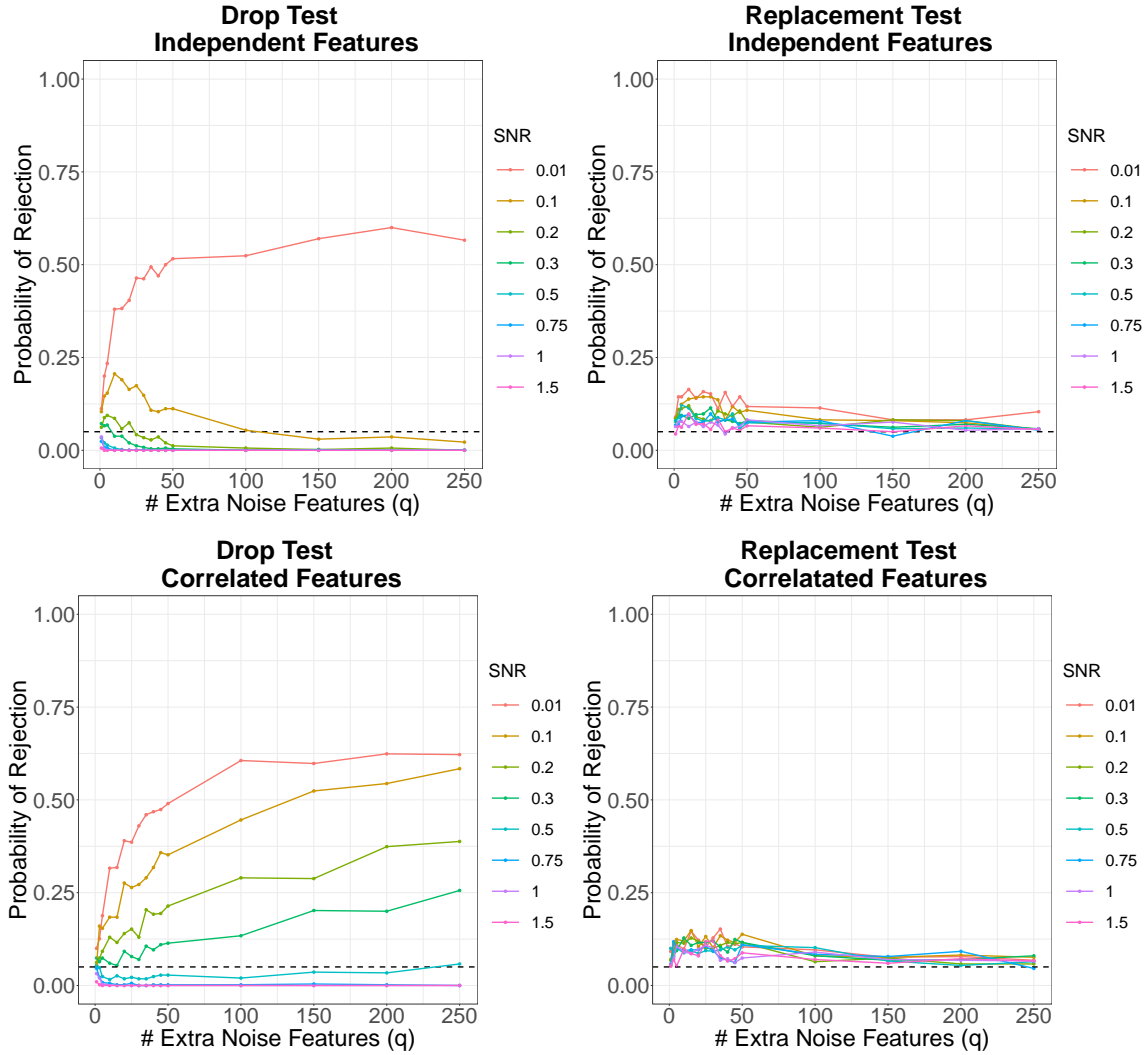 Drop Test
Independent Features
Probability of Rejection
1.00
0.75
0.50
0.25
0.00
0 50 100 150 200 250
# Extra Noise Features (q)
SNR
0.01
0.1
0.2
0.3
0.5
0.75
1
1.5
Replacement Test
Independent Features
Probability of Rejection
1.00
0.75
0.50
0.25
0.00
0 50 100 150 200 250
# Extra Noise Features (q)
SNR
0.01
0.1
0.2
0.3
0.5
0.75
1
1.5
Drop Test
Correlated Features
Probability of Rejection
1.00
0.75
0.50
0.25
0.00
0 50 100 150 200 250
# Extra Noise Features (q)
SNR
0.01
0.1
0.2
0.3
0.5
0.75
1
1.5
Replacement Test
Correlatated Features
Probability of Rejection
1.00
0.75
0.50
0.25
0.00
0 50 100 150 200 250
# Extra Noise Features (q)
SNR
0.01
0.1
0.2
0.3
0.5
0.75
1
1.5